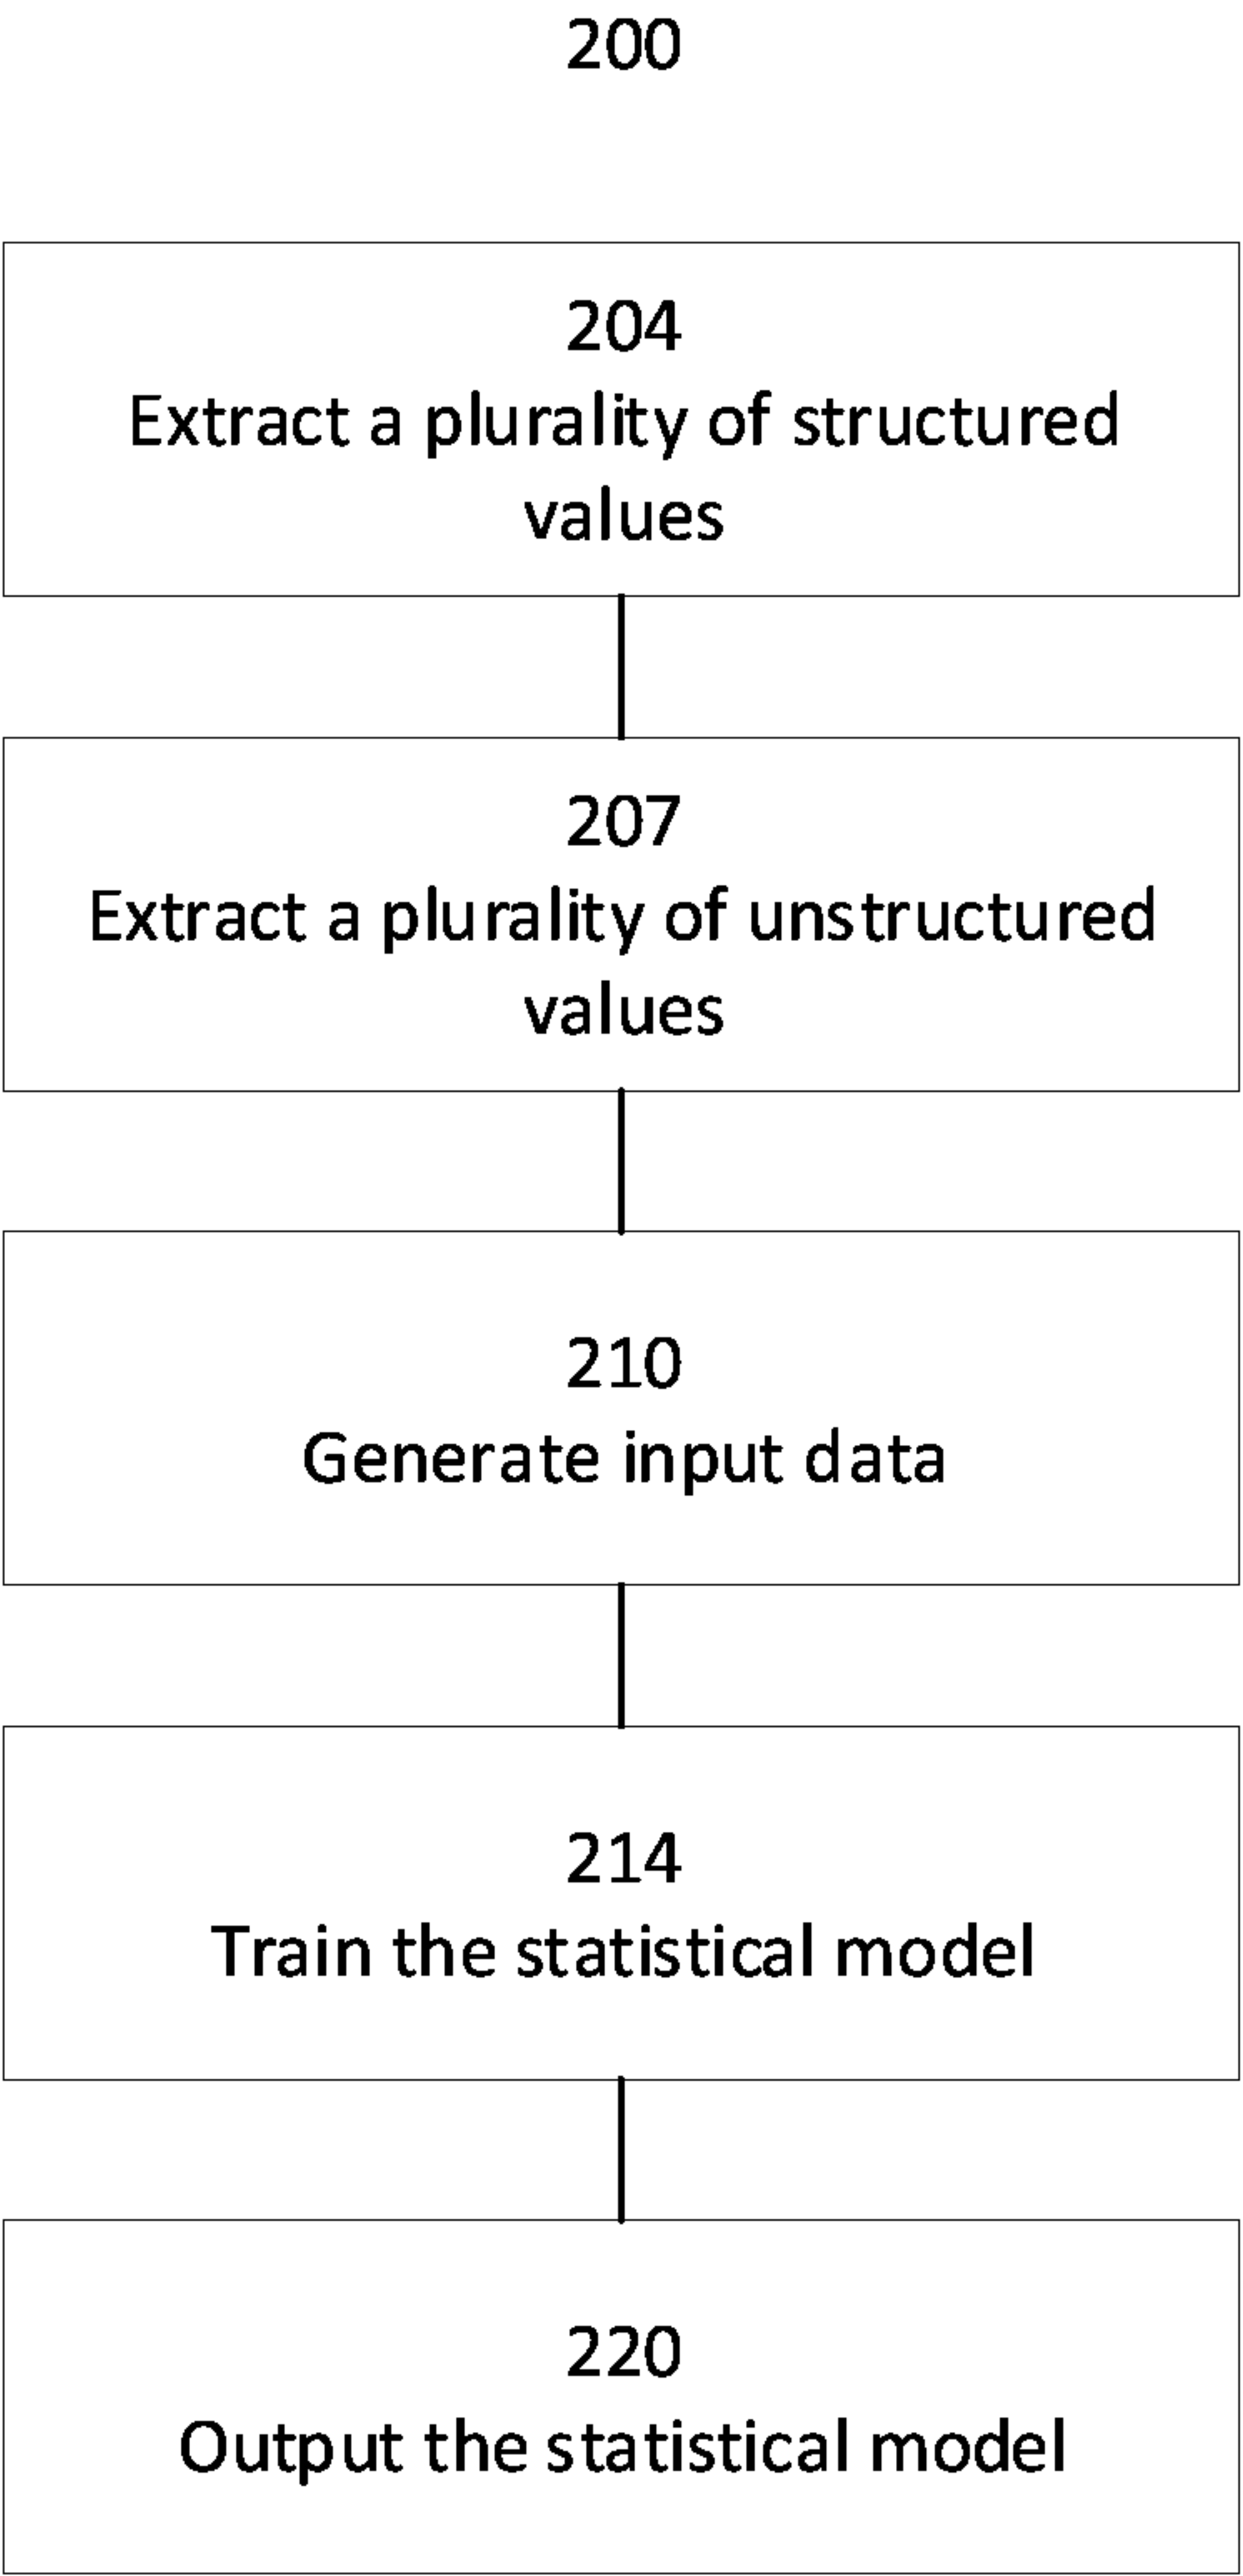 200
204
Extract a plurality of structured
values
207
Extract a plurality of unstructured
values
210
Generate input data
214
Train the statistical model
220
Output the statistical model